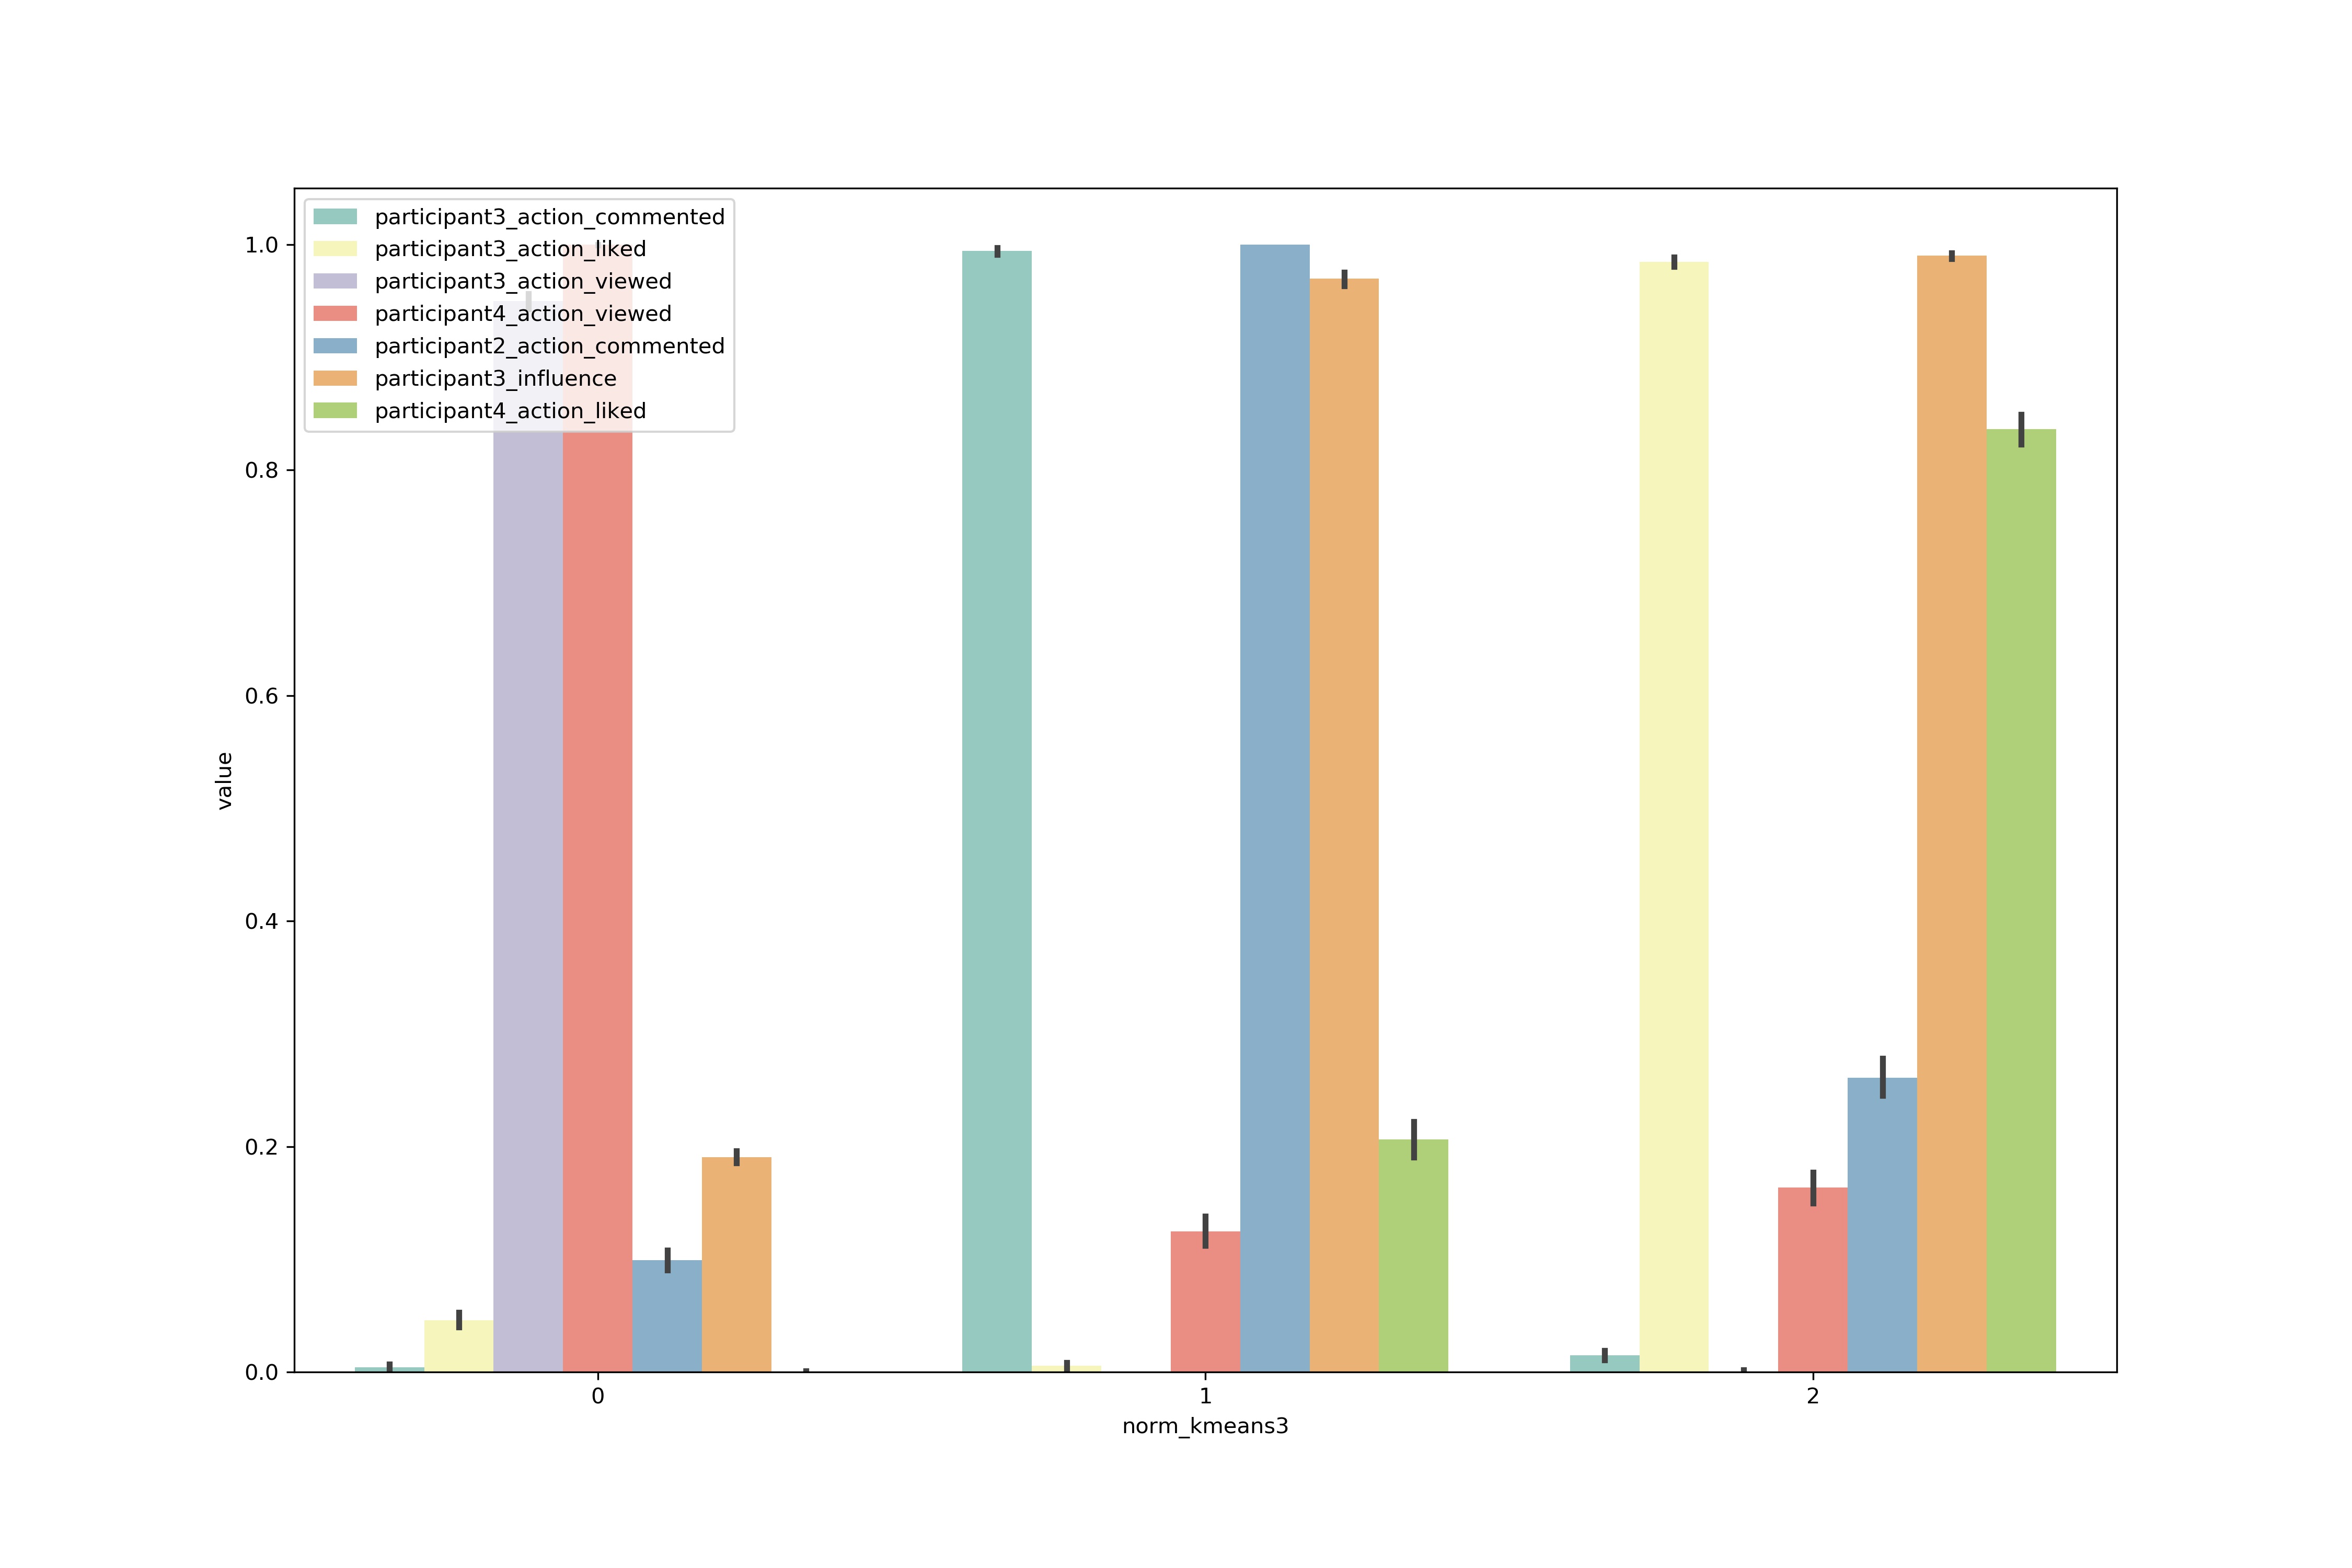 participant3_action_commented
participant3_action_liked
participant3_action_viewed
participant4_action_viewed
participant2_action_commented
participant3_influence
participant4_action_liked
1.0
0.8
0.6
0.4
0.2
0.0
value
0 1 2
norm_kmeans3